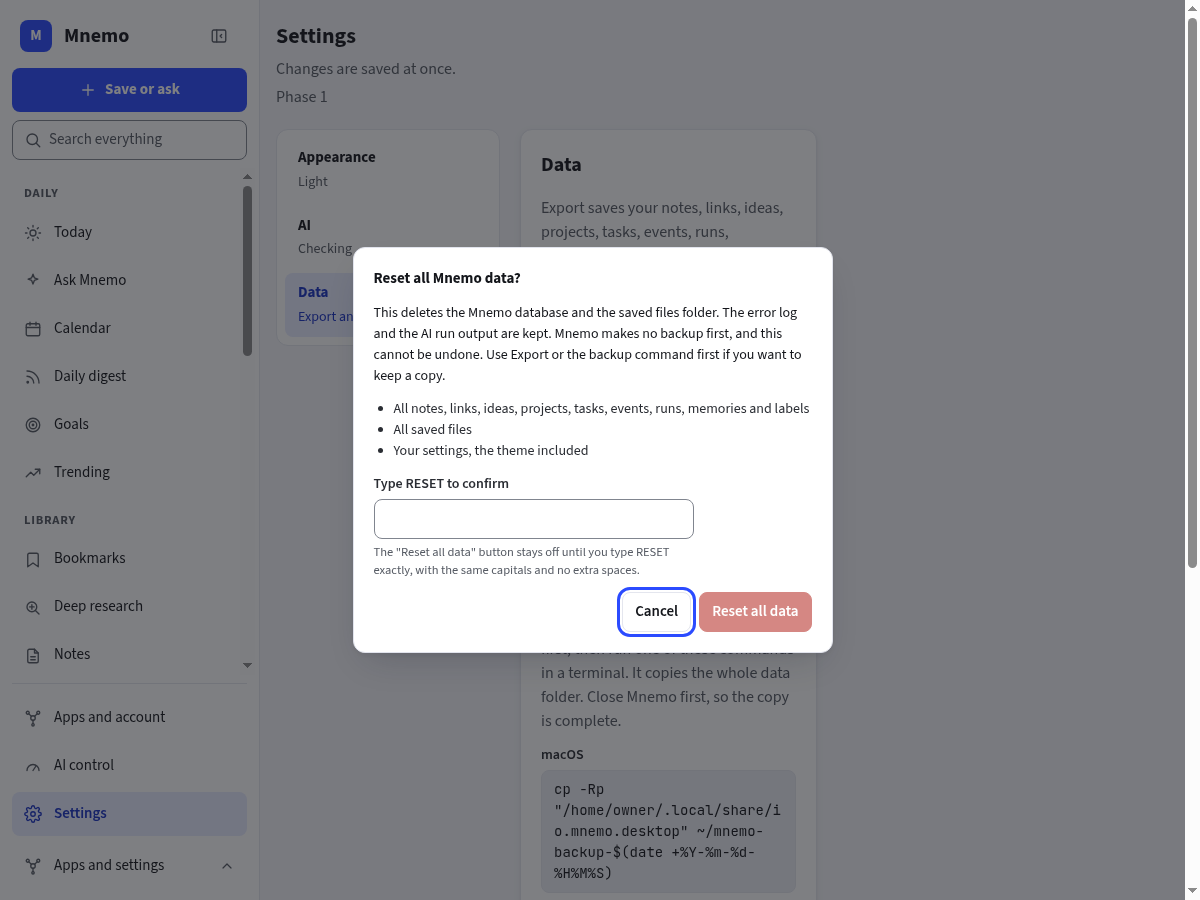 M
Mnemo
Save or ask
Search everything
DAILY
Today
Ask Mnemo
Calendar
Daily digest
Goals
Trending
LIBRARY
Bookmarks
Deep research
Notes
Apps and account
AI control
Settings
Apps and settings
Settings
Changes are saved at once.
Phase 1
Appearance
Light
AI
Checking
Data
Export an
Data
Export saves your notes, links, ideas,
projects, tasks, events, runs,
Reset all Mnemo data?
This deletes the Mnemo database and the saved files folder. The error log
and the AI run output are kept. Mnemo makes no backup first, and this
cannot be undone. Use Export or the backup command first if you want to
keep a copy.
All notes, links, ideas, projects, tasks, events, runs, memories and labels
All saved files
Your settings, the theme included
Type RESET to confirm
The "Reset all data" button stays off until you type RESET
exactly, with the same capitals and no extra spaces.
Cancel
Reset all data
in a terminal. It copies the whole data
folder. Close Mnemo first, so the copy
is complete.
macOS
cp -Rp
"/home/owner/.local/share/i
o.mnemo.desktop" ~/mnemo-
backup-$(date +%Y-%m-%d-
%H%M%S)